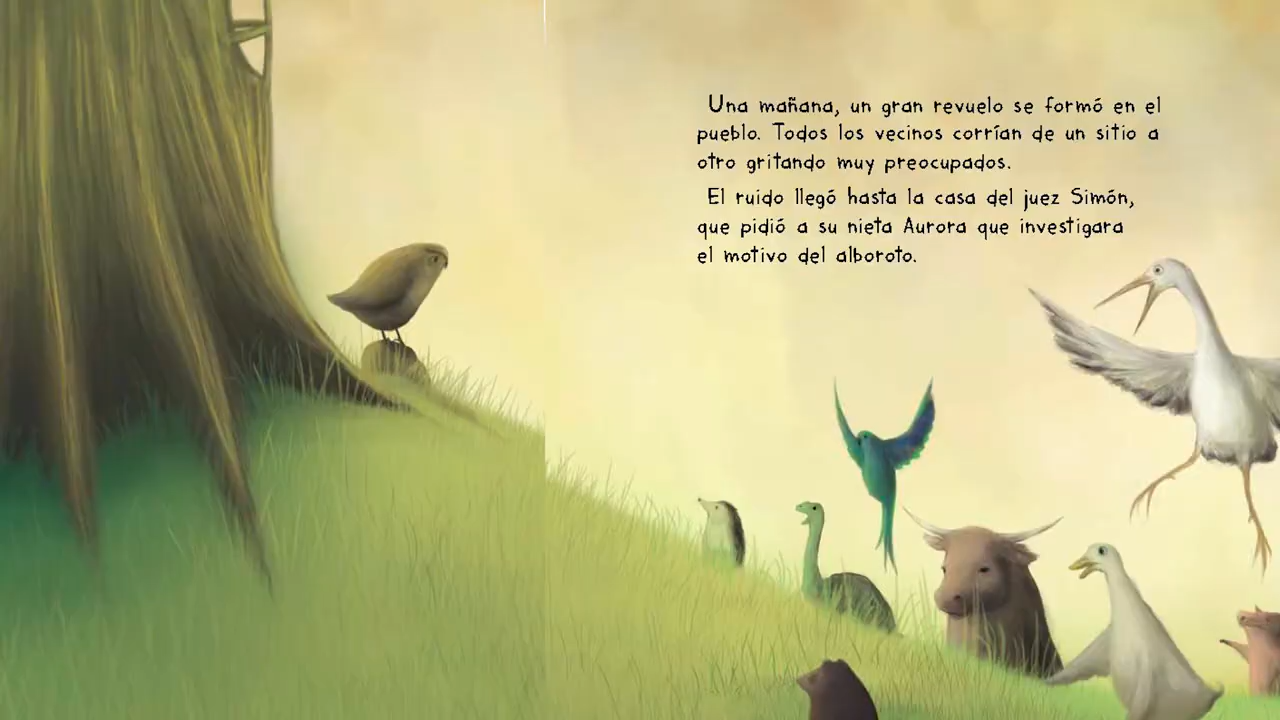 Una mañana, un gran revuelo se formó en el
pueblo. Todos los vecinos corrían de un sitio a
otro gritando muy preocupados.
El ruido llegó hasta la casa del juez Simón,
que pidió a su nieta Aurora que investigara
el motivo del alboroto.